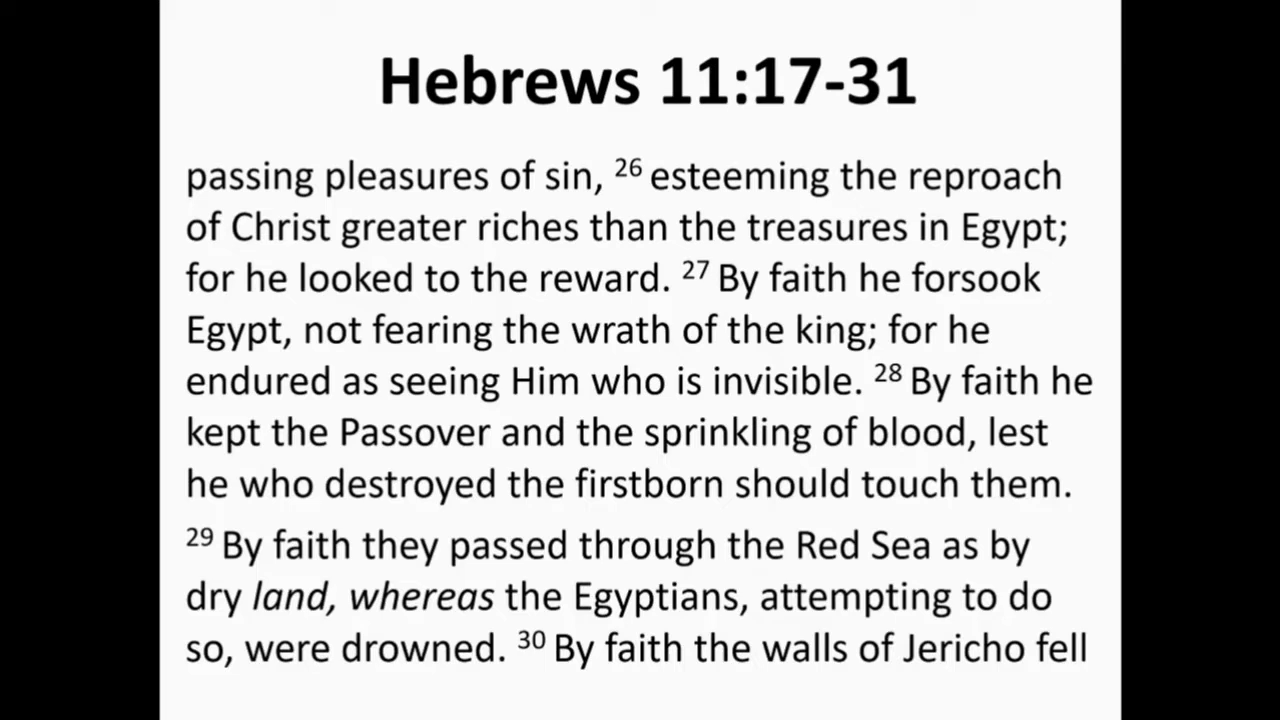 Hebrews 11:17-31
passing pleasures of sin, 26 esteeming the reproach
of Christ greater riches than the treasures in Egypt;
for he looked to the reward. 27 By faith he forsook
Egypt, not fearing the wrath of the king; for he
endured as seeing Him who is invisible. 28 By faith he
kept the Passover and the sprinkling of blood, lest
he who destroyed the firstborn should touch them.
29 By faith they passed through the Red Sea as by
dry land, whereas the Egyptians, attempting to do
so, were drowned. 30 By faith the walls of Jericho fell